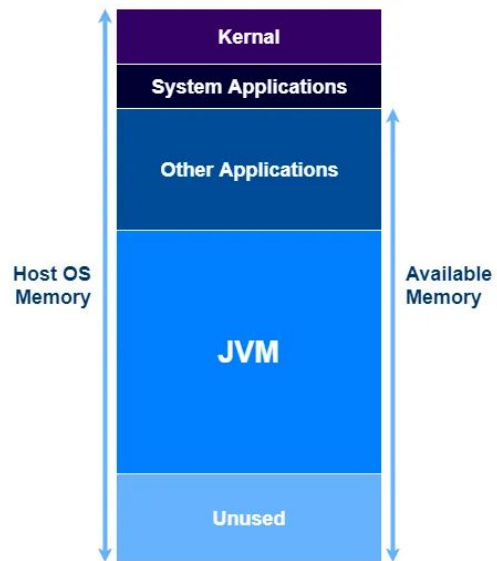 Kernal
System Applications
Other Applications
Host OS
Memory
Available
Memory
JVM
Unused